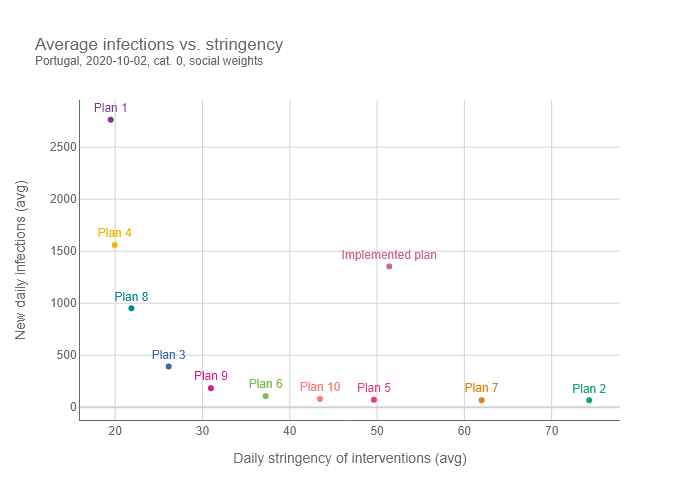 Average infections vs. stringency
Portugal, 2020-10-02, cat. 0, social weights
Plan 1
2500
2000
Plan 4
1500
Implemented plan
Plan 8
1000
Plan 3
500
Plan 9
Plan 6
Plan 10
Plan 5
Plan 7
Plan 2
0
20
30
40
50
60
70
New daily infections (avg)
Daily stringency of interventions (avg)